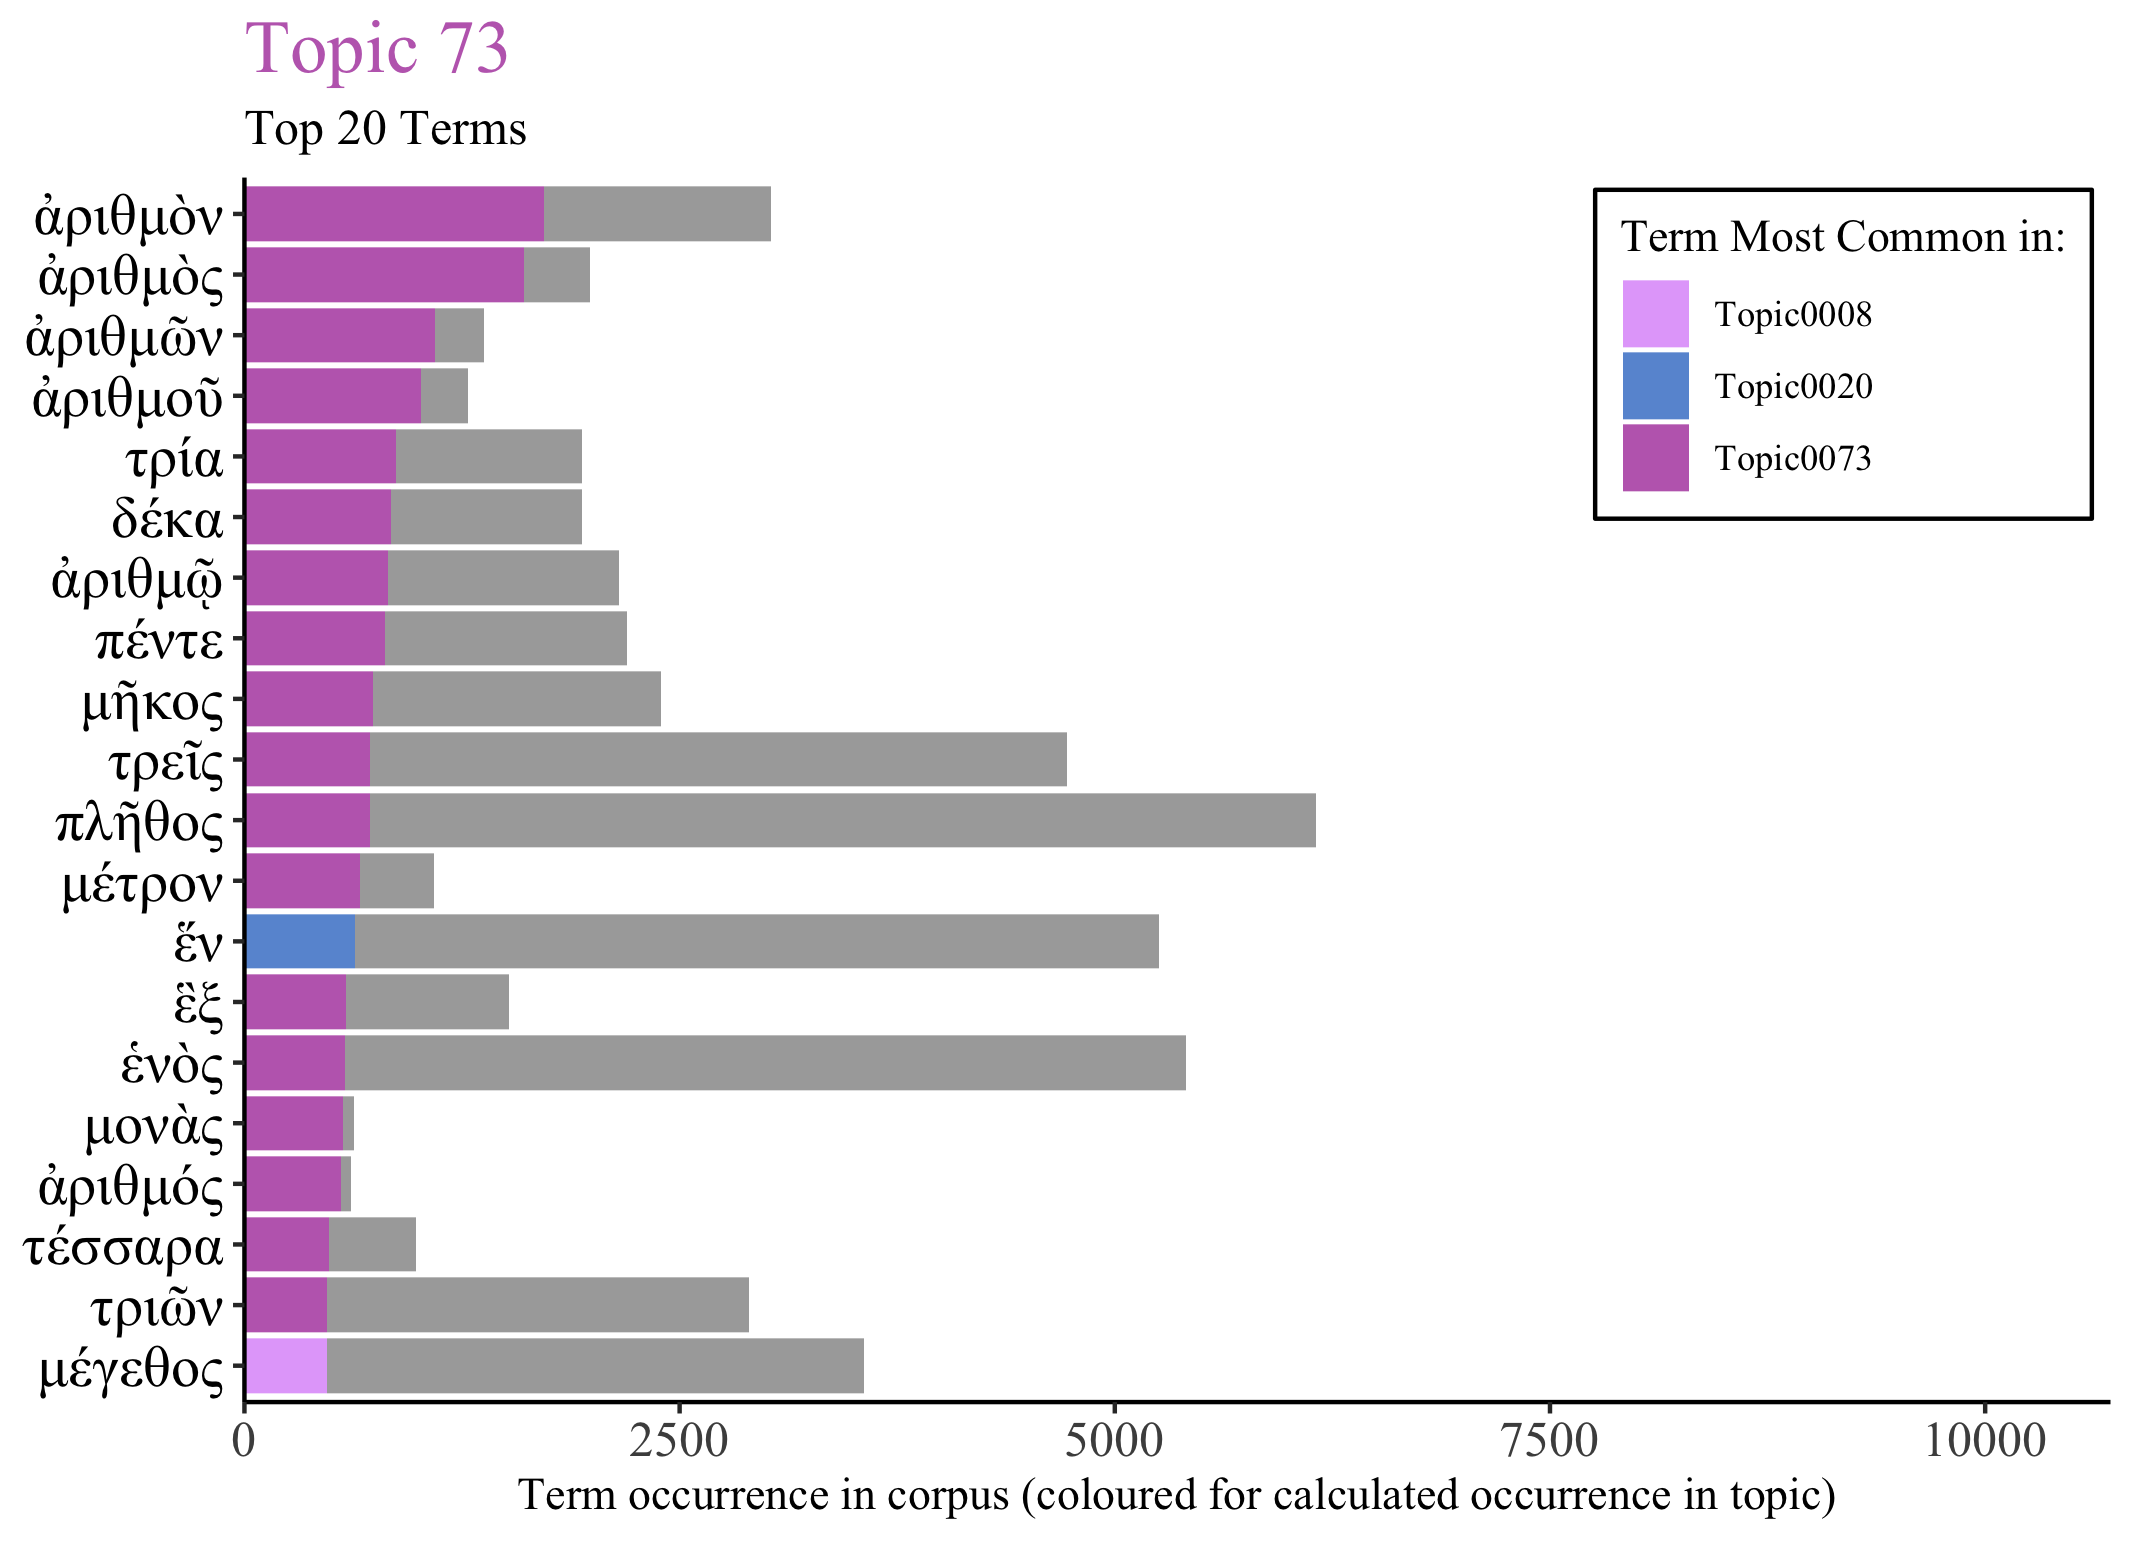 Topic 73
Top 20 Terms
ἀριθμὸν
ἀριθμὸς
ἀριθμῶν
ἀριθμοῦ
τρία
δέκα
ἀριθμῷ
πέντε
μῆκος
τρεῖς
πλῆθος
μέτρον
ἕν
ἓξ
ἑνὸς
μονὰς
ἀριθμός
τέσσαρα
τριῶν
μέγεθος
Term Most Common in:
Topic0008
Topic0020
Topic0073
0 2500 5000 7500 10000
Term occurrence in corpus (coloured for calculated occurrence in topic)